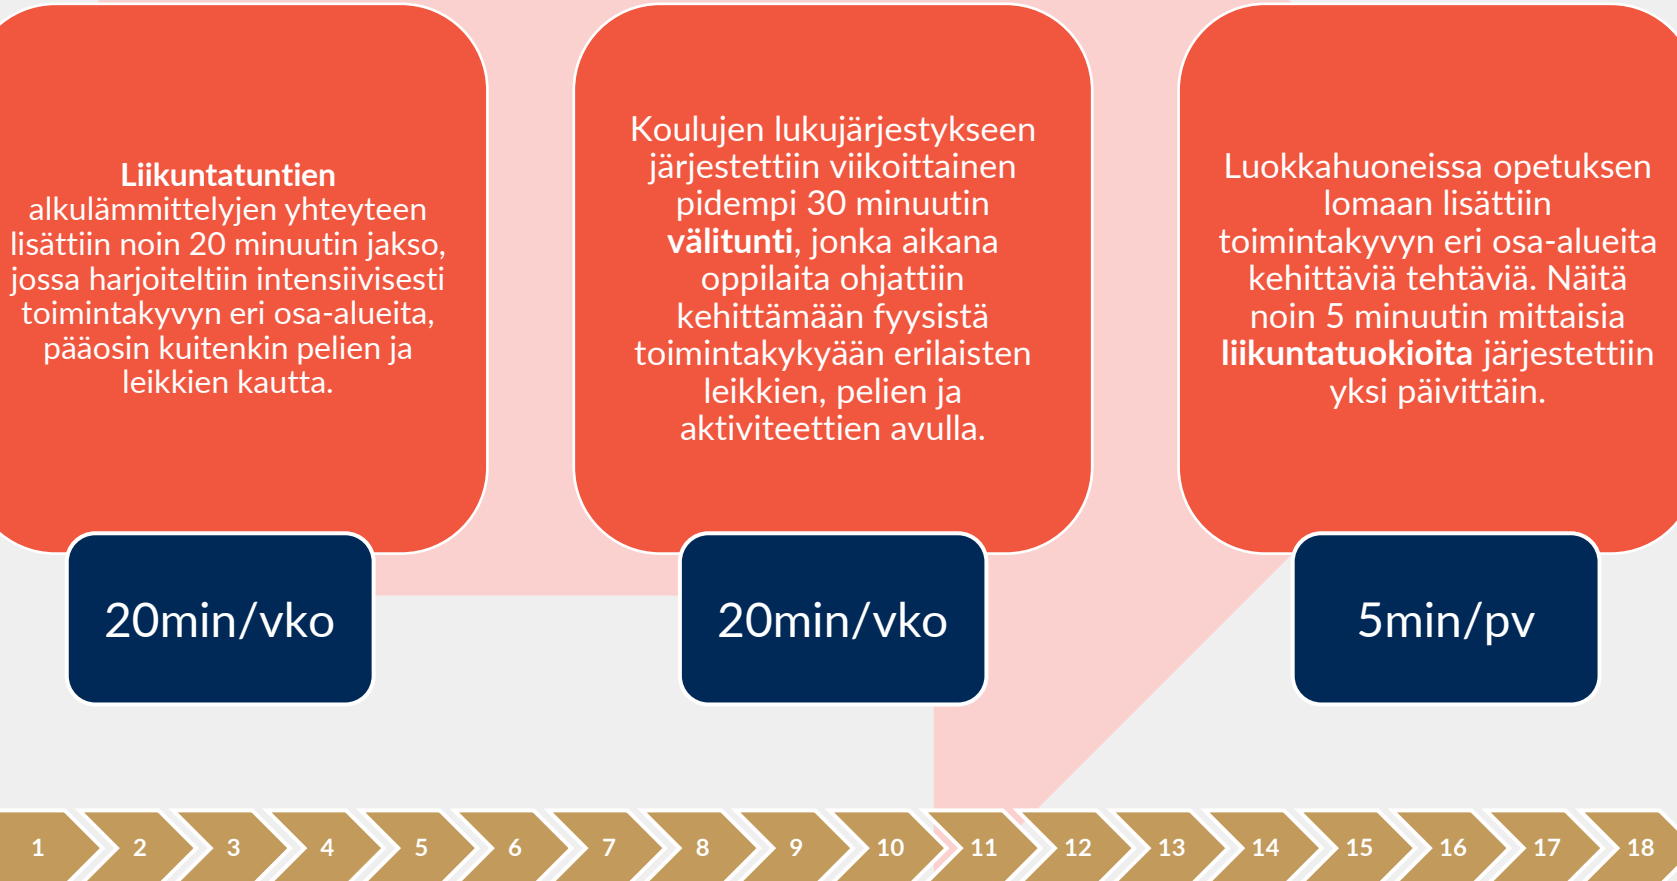 Liikuntatuntien
alkulämmittelyjen yhteyteen
lisättiin noin 20 minuutin jakso,
jossa harjoiteltiin intensiivisesti
toimintakyvyn eri osa-alueita,
pääosin kuitenkin pelien ja
leikkien kautta.
20min/vko
Koulujen lukujärjestykseen
järjestettiin viikoittainen
pidempi 30 minuutin
välitunti, jonka aikana
oppilaita ohjattiin
kehittämään fyysistä
toimintakykyään erilaisten
leikkien, pelien ja
aktiviteettien avulla.
20min/vko
Luokkahuoneissa opetuksen
lomaan lisättiin
toimintakyvyn eri osa-alueita
kehittäviä tehtäviä. Näitä
noin 5 minuutin mittaisia
liikuntatuokioita järjestettiin
yksi päivittäin.
5min/pv
1 2 3 4 5 6 7 8 9 10 11 12 13 14 15 16 17 18